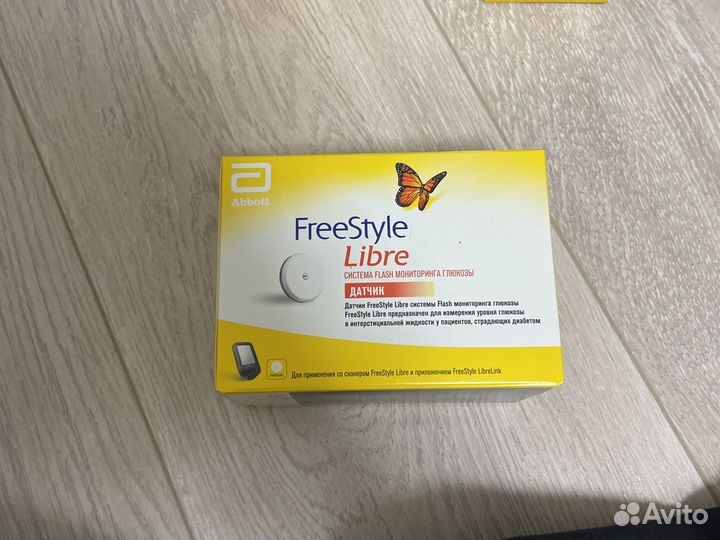 Abbott
FreeStyle
Libre
СИСТЕМА FLASH МОНИТОРИНГА ГЛЮКОЗЫ
ДАТЧИК
Датчик FreeStyle Libre системы Flash мониторинга глюкозы
FreeStyle Libre предназначен для измерения уровня глюкозы
в интерстициальной жидкости у пациентов, страдающих диабетом
Для применения со сканером FreeStyle Libre и приложением FreeStyle LibreLink
Avito